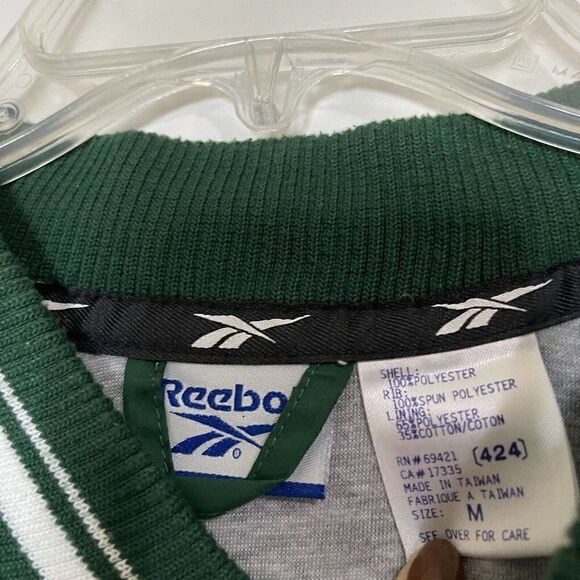 Reebo
SHELL:
100%POLYESTER
RIB:
100%SPUN POLYESTER
LINING:
65%POLYESTER
35%COTTON/COTON
RN# 69421 (424)
CA# 17335
MADE IN TAIWAN
FABRIQUE A TAIWAN
SIZE: M
SEE OVER FOR CARE